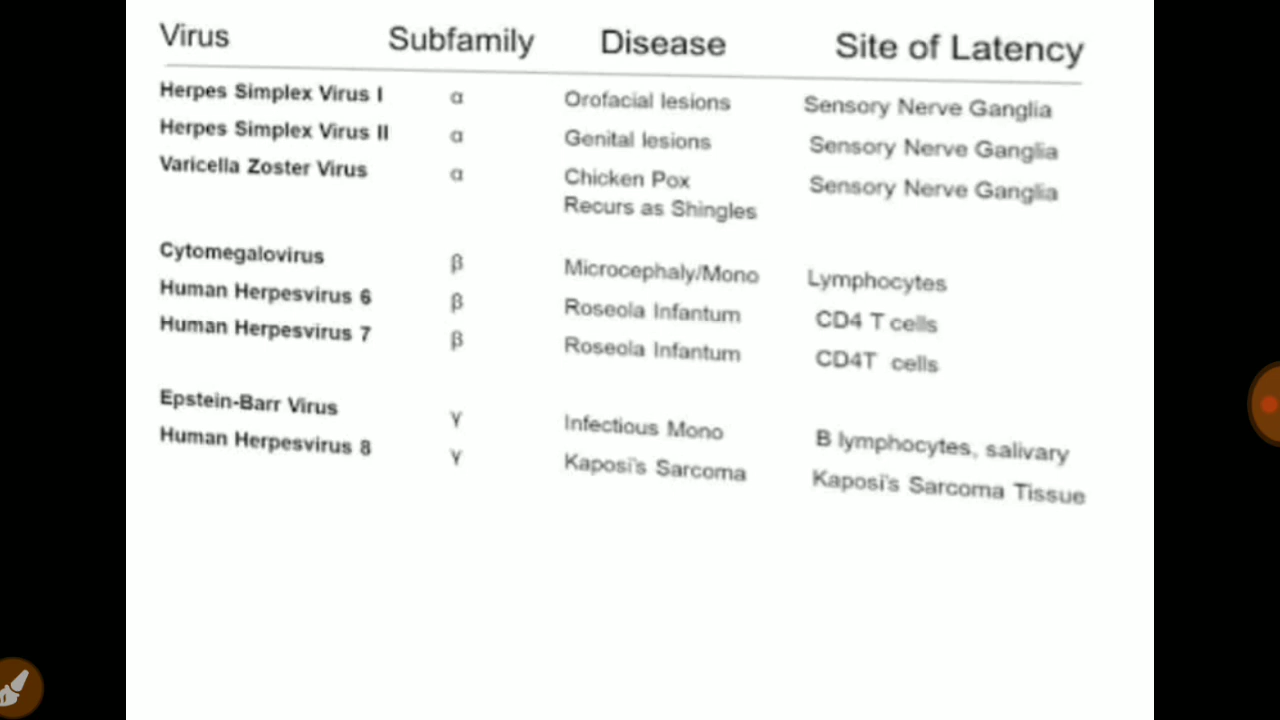 Virus Subfamily Disease Site of Latency
Herpes Simplex Virus I α Orofacial lesions Sensory Nerve Ganglia
Herpes Simplex Virus II α Genital lesions Sensory Nerve Ganglia
Varicella Zoster Virus α Chicken Pox Sensory Nerve Ganglia
Recurs as Shingles
Cytomegalovirus β Microcephaly/Mono Lymphocytes
Human Herpesvirus 6 β Roseola Infantum CD4 T cells
Human Herpesvirus 7 β Roseola Infantum CD4T cells
Epstein-Barr Virus γ Infectious Mono B lymphocytes, salivary
Human Herpesvirus 8 γ Kaposi's Sarcoma Kaposi's Sarcoma Tissue